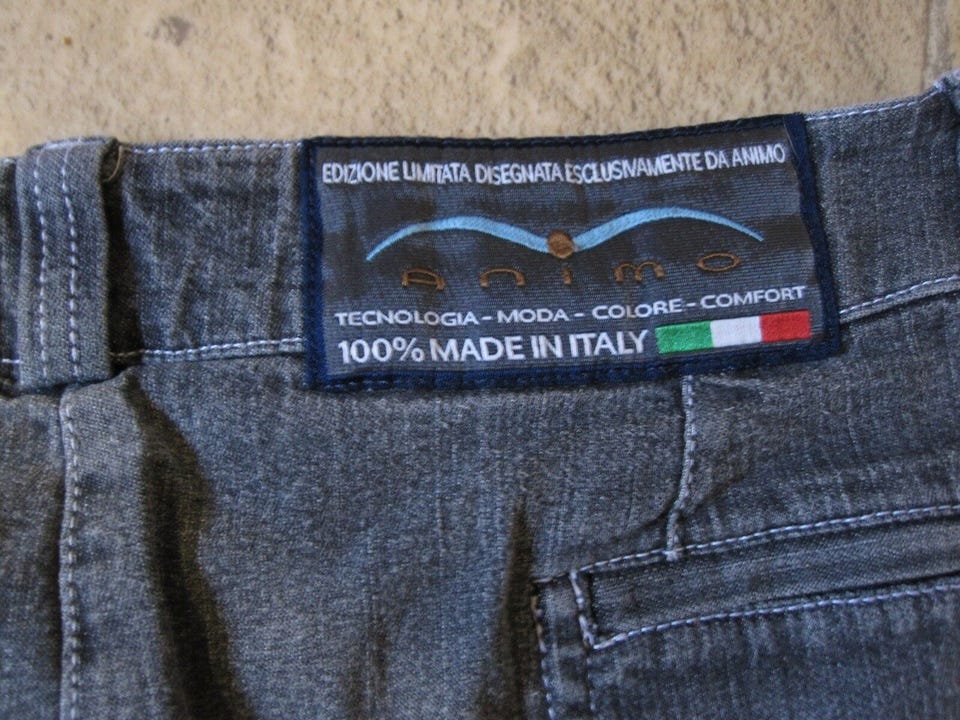 EDIZIONE LIMITATA DISEGNATA ESCLUSIVAMENTE DA ANIMO
Animo
TECNOLOGIA - MODA - COLORE - COMFORT
100% MADE IN ITALY